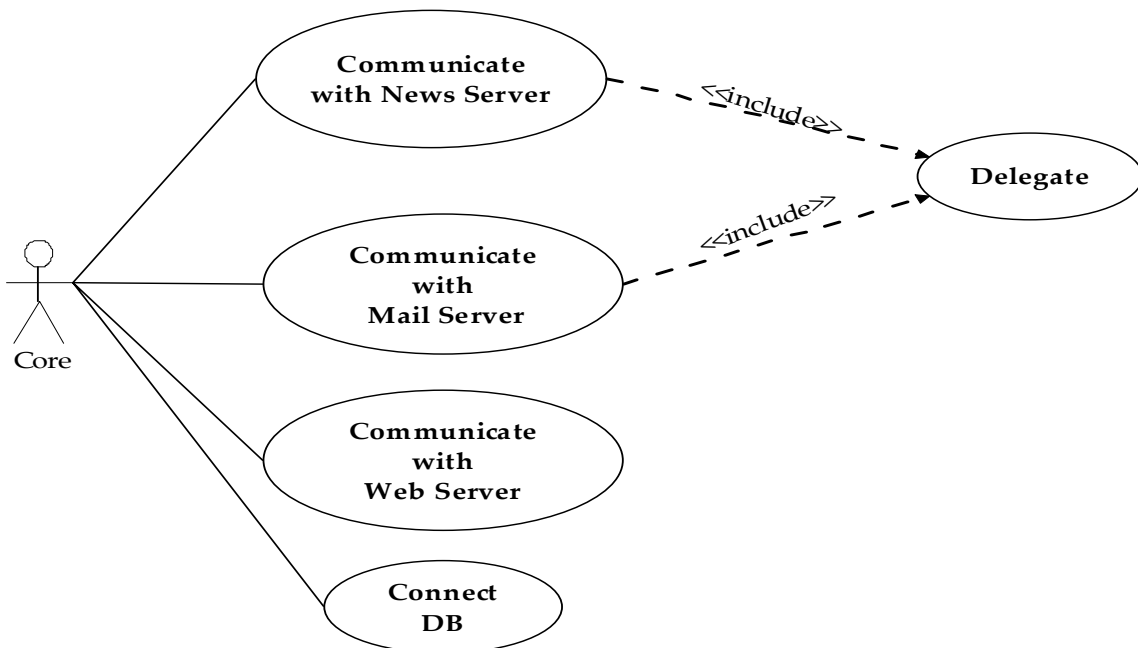 Communicate
with News Server
<<include>>
Delegate
<<include>>
Communicate
with
Mail Server
Core
Communicate
with
Web Server
Connect
DB